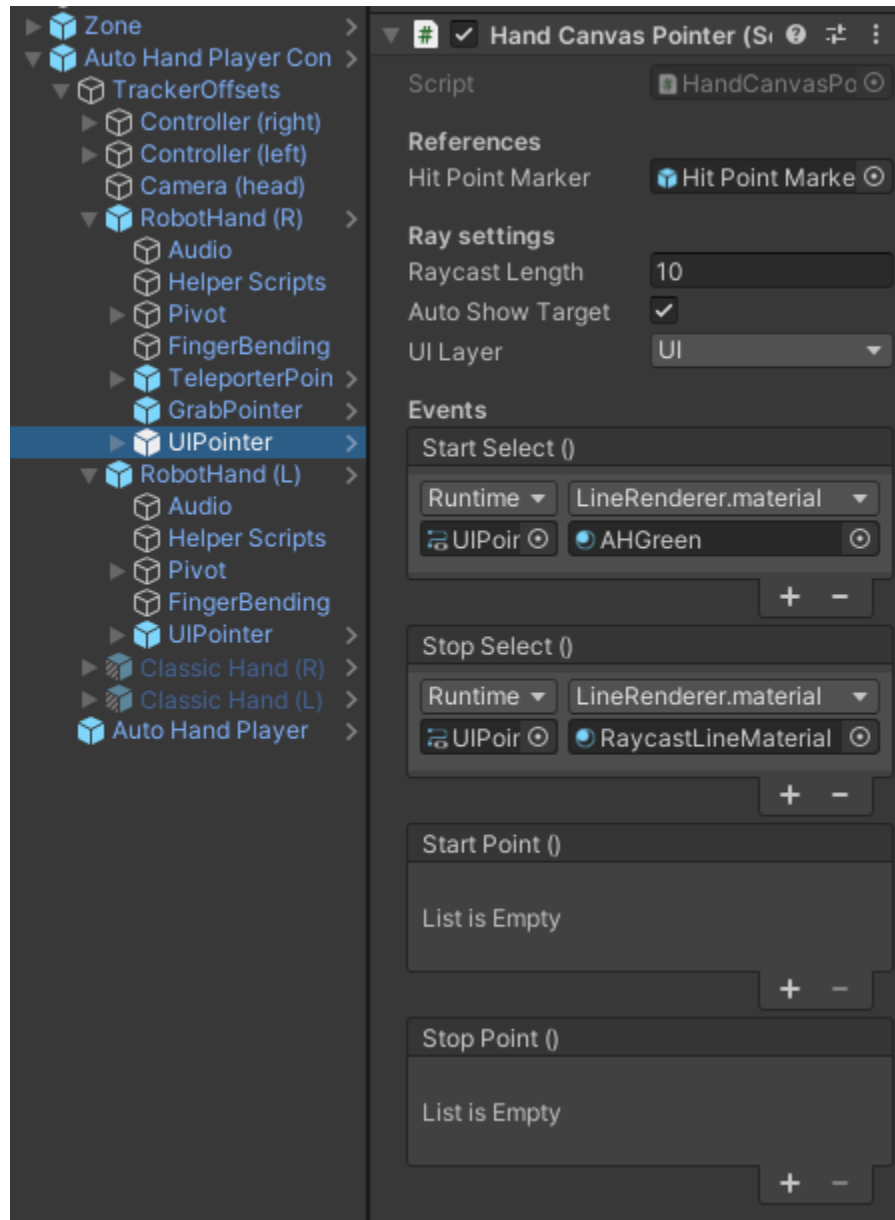 Zone
Auto Hand Player Con
TrackerOffsets
Controller (right)
Controller (left)
Camera (head)
RobotHand (R)
Audio
Helper Scripts
Pivot
FingerBending
TeleporterPoin
GrabPointer
UIPointer
RobotHand (L)
Audio
Helper Scripts
Pivot
FingerBending
UIPointer
Classic Hand (R)
Classic Hand (L)
Auto Hand Player
# Hand Canvas Pointer (S
Script HandCanvasPo
References
Hit Point Marker Hit Point Marke
Ray settings
Raycast Length 10
Auto Show Target
UI Layer UI
Events
Start Select ()
Runtime LineRenderer.material
UIPoir AHGreen
+ −
Stop Select ()
Runtime LineRenderer.material
UIPoir RaycastLineMaterial
+ −
Start Point ()
List is Empty
+ −
Stop Point ()
List is Empty
+ −